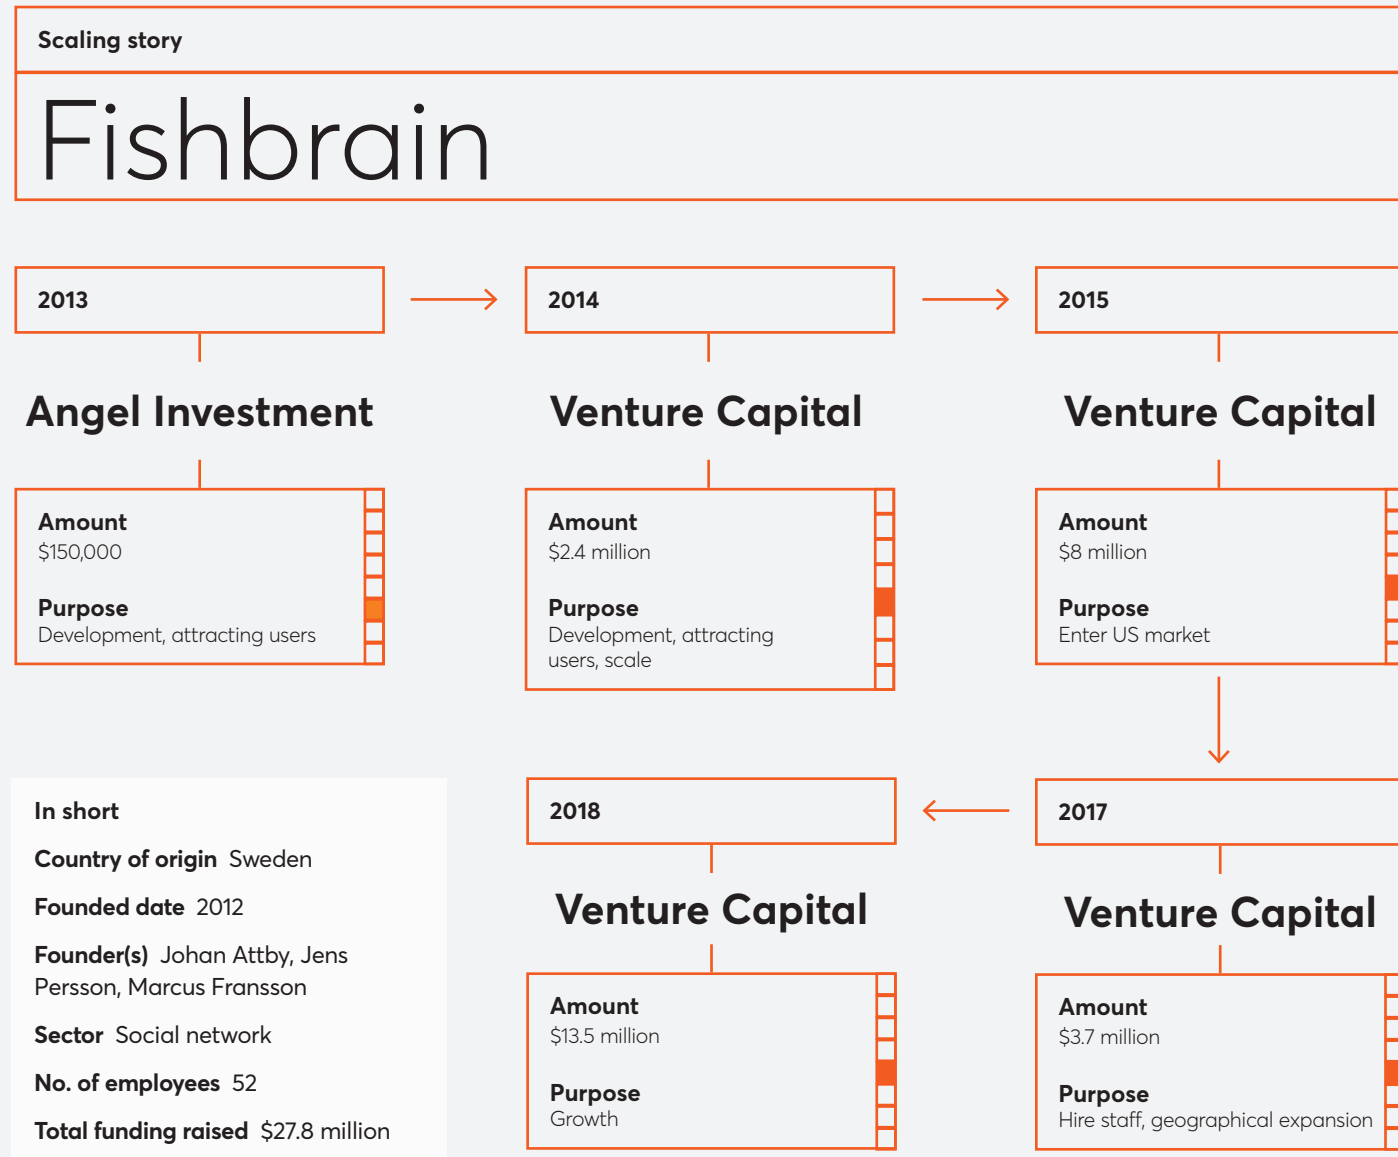 Scaling story
Fishbrain
2013
Angel Investment
Amount
$150,000
Purpose
Development, attracting users
2014
Venture Capital
Amount
$2.4 million
Purpose
Development, attracting
users, scale
2015
Venture Capital
Amount
$8 million
Purpose
Enter US market
2017
Venture Capital
Amount
$3.7 million
Purpose
Hire staff, geographical expansion
2018
Venture Capital
Amount
$13.5 million
Purpose
Growth
In short
Country of origin Sweden
Founded date 2012
Founder(s) Johan Attby, Jens
Persson, Marcus Fransson
Sector Social network
No. of employees 52
Total funding raised $27.8 million